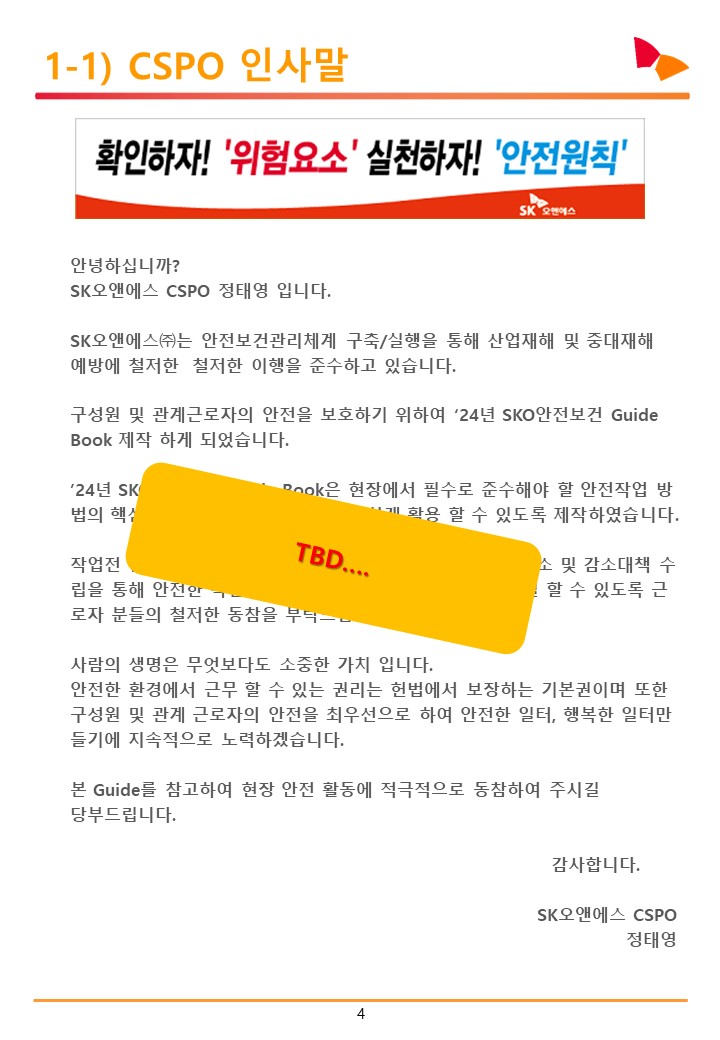 1-1) CSPO 인사말
확인하자! '위험요소' 실천하자! '안전원칙'
SK 오앤에스
안녕하십니까?
SK오앤에스 CSPO 정태영 입니다.
SK오앤에스㈜는 안전보건관리체계 구축/실행을 통해 산업재해 및 중대재해
예방에 철저한 철저한 이행을 준수하고 있습니다.
구성원 및 관계근로자의 안전을 보호하기 위하여 ‘24년 SKO안전보건 Guide
Book 제작 하게 되었습니다.
’24년 Book은 현장에서 필수로 준수해야 할 안전작업 방
법의 활용 할 수 있도록 제작하였습니다.
TBD....
작업전 및 감소대책 수
립을 통해 안전한 할 수 있도록 근
로자 분들의 철저한 동참을
사람의 생명은 무엇보다도 소중한 가치 입니다.
안전한 환경에서 근무 할 수 있는 권리는 헌법에서 보장하는 기본권이며 또한
구성원 및 관계 근로자의 안전을 최우선으로 하여 안전한 일터, 행복한 일터만
들기에 지속적으로 노력하겠습니다.
본 Guide를 참고하여 현장 안전 활동에 적극적으로 동참하여 주시길
당부드립니다.
감사합니다.
SK오앤에스 CSPO
정태영
4